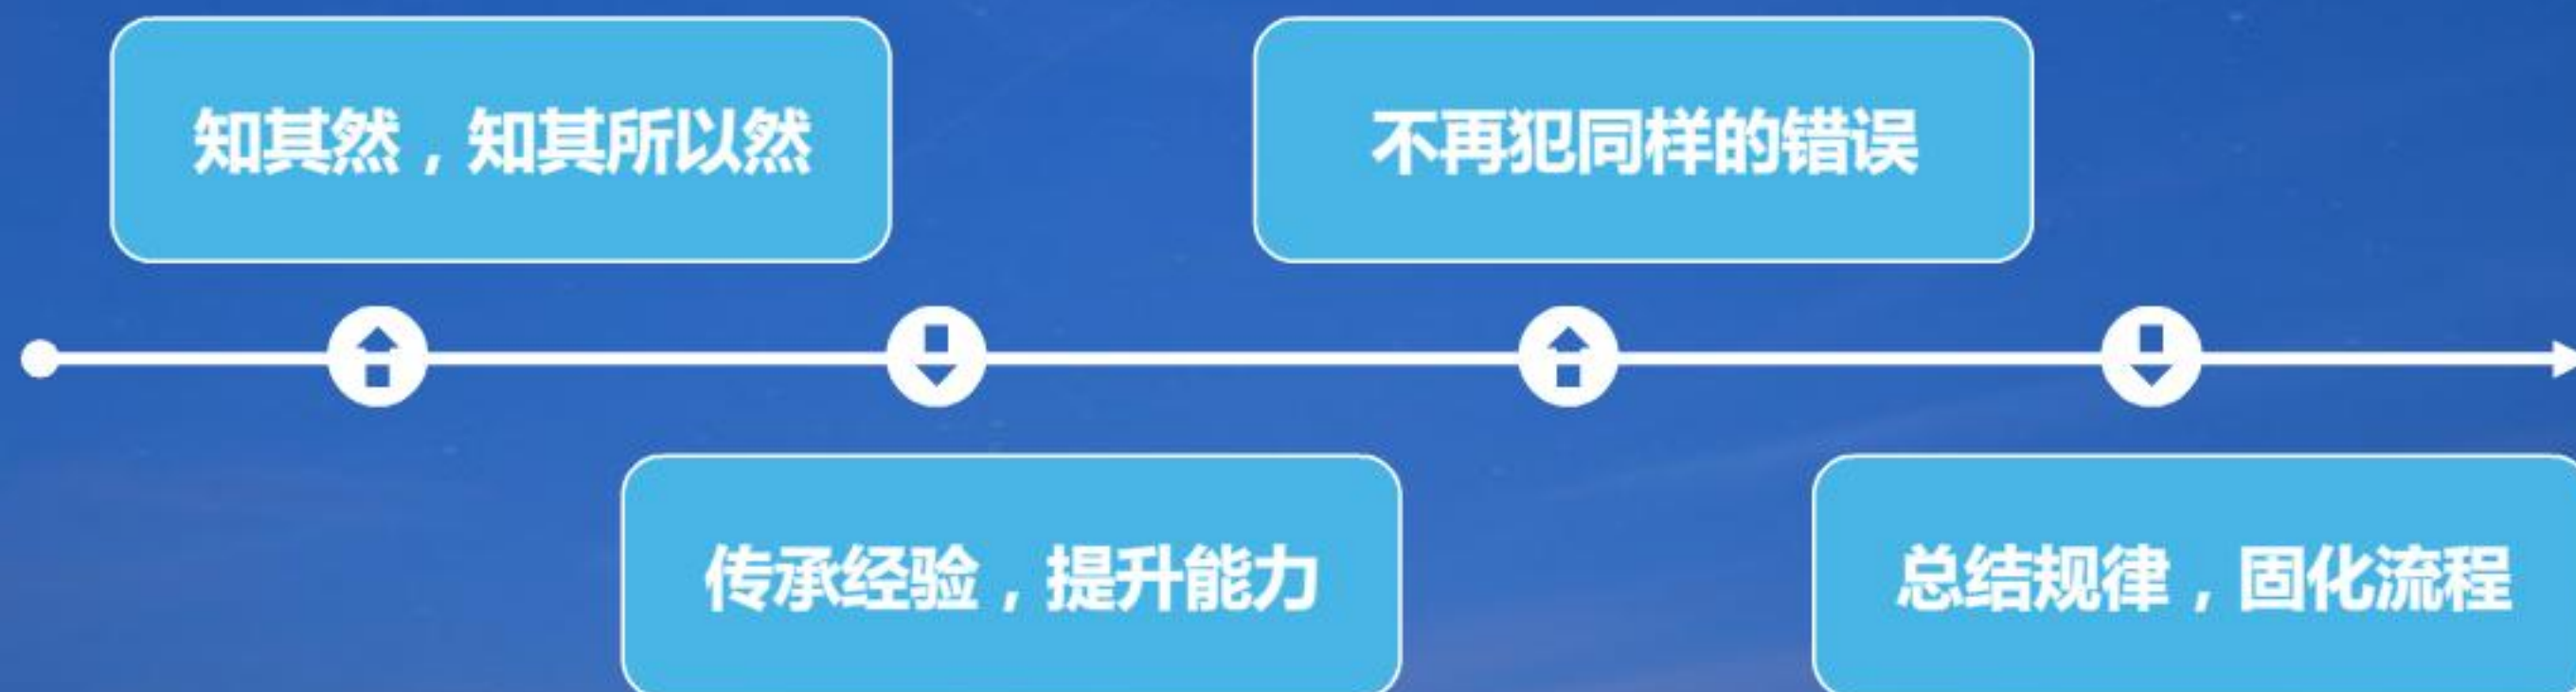 知其然，知其所以然
不再犯同样的错误
传承经验，提升能力
总结规律，固化流程